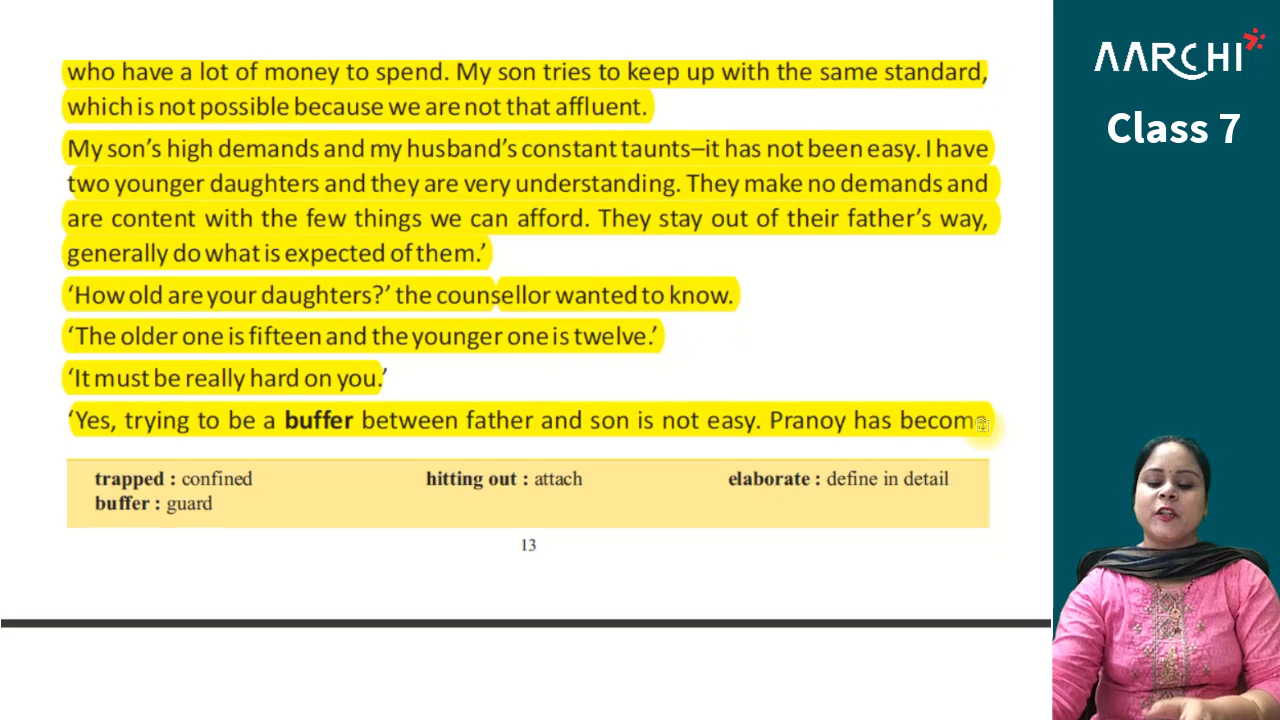 who have a lot of money to spend. My son tries to keep up with the same standard,
which is not possible because we are not that affluent.
My son's high demands and my husband's constant taunts–it has not been easy. I have
two younger daughters and they are very understanding. They make no demands and
are content with the few things we can afford. They stay out of their father's way,
generally do what is expected of them.'
'How old are your daughters?' the counsellor wanted to know.
'The older one is fifteen and the younger one is twelve.'
'It must be really hard on you.'
'Yes, trying to be a buffer between father and son is not easy. Pranoy has becom
trapped : confined
hitting out : attach
elaborate : define in detail
buffer : guard
13
AARCHI
Class 7